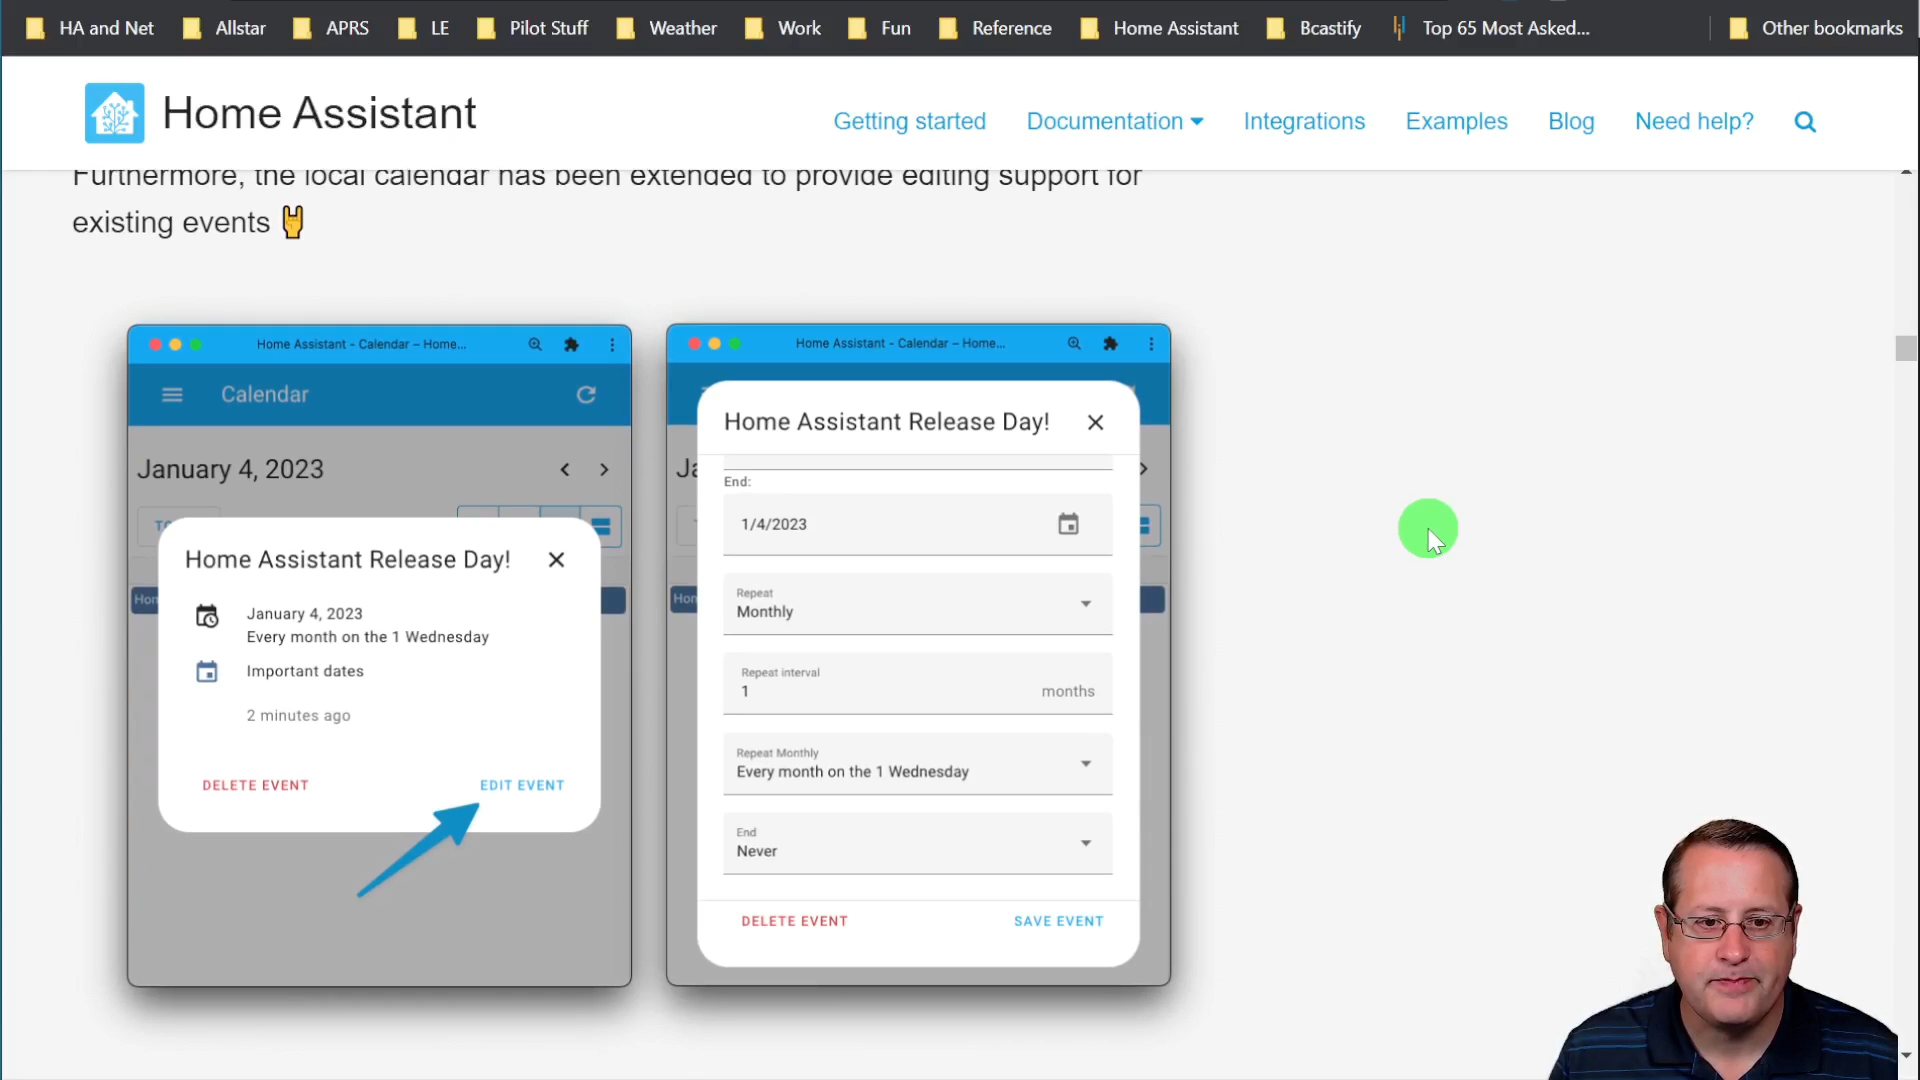 HA and Net Allstar APRS LE Pilot Stuff Weather Work Fun Reference Home Assistant Bcastify Top 65 Most Asked... Other bookmarks
Home Assistant
Getting started Documentation Integrations Examples Blog Need help?
Furthermore, the local calendar has been extended to provide editing support for
existing events
Home Assistant - Calendar – Home...
Calendar
January 4, 2023
Home Assistant Release Day!
January 4, 2023
Every month on the 1 Wednesday
Important dates
2 minutes ago
DELETE EVENT EDIT EVENT
Home Assistant - Calendar – Home...
Home Assistant Release Day!
End:
1/4/2023
Repeat
Monthly
Repeat interval
1 months
Repeat Monthly
Every month on the 1 Wednesday
End
Never
DELETE EVENT SAVE EVENT